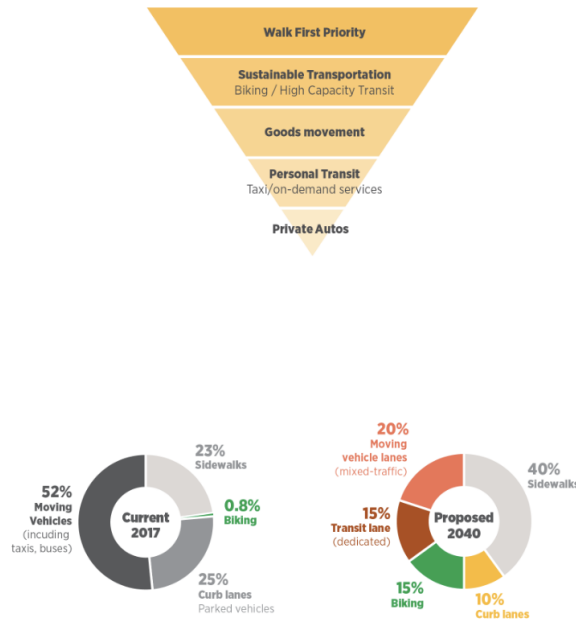 Walk First Priority
Sustainable Transportation
Biking / High Capacity Transit
Goods movement
Personal Transit
Taxi/on-demand services
Private Autos
52%
Moving
Vehicles
(incuding
taxis, buses)
Current
2017
23%
Sidewalks
0.8%
Biking
25%
Curb lanes
Parked vehicles
20%
Moving
vehicle lanes
(mixed-traffic)
15%
Transit lane
(dedicated)
15%
Biking
Proposed
2040
40%
Sidewalks
10%
Curb lanes